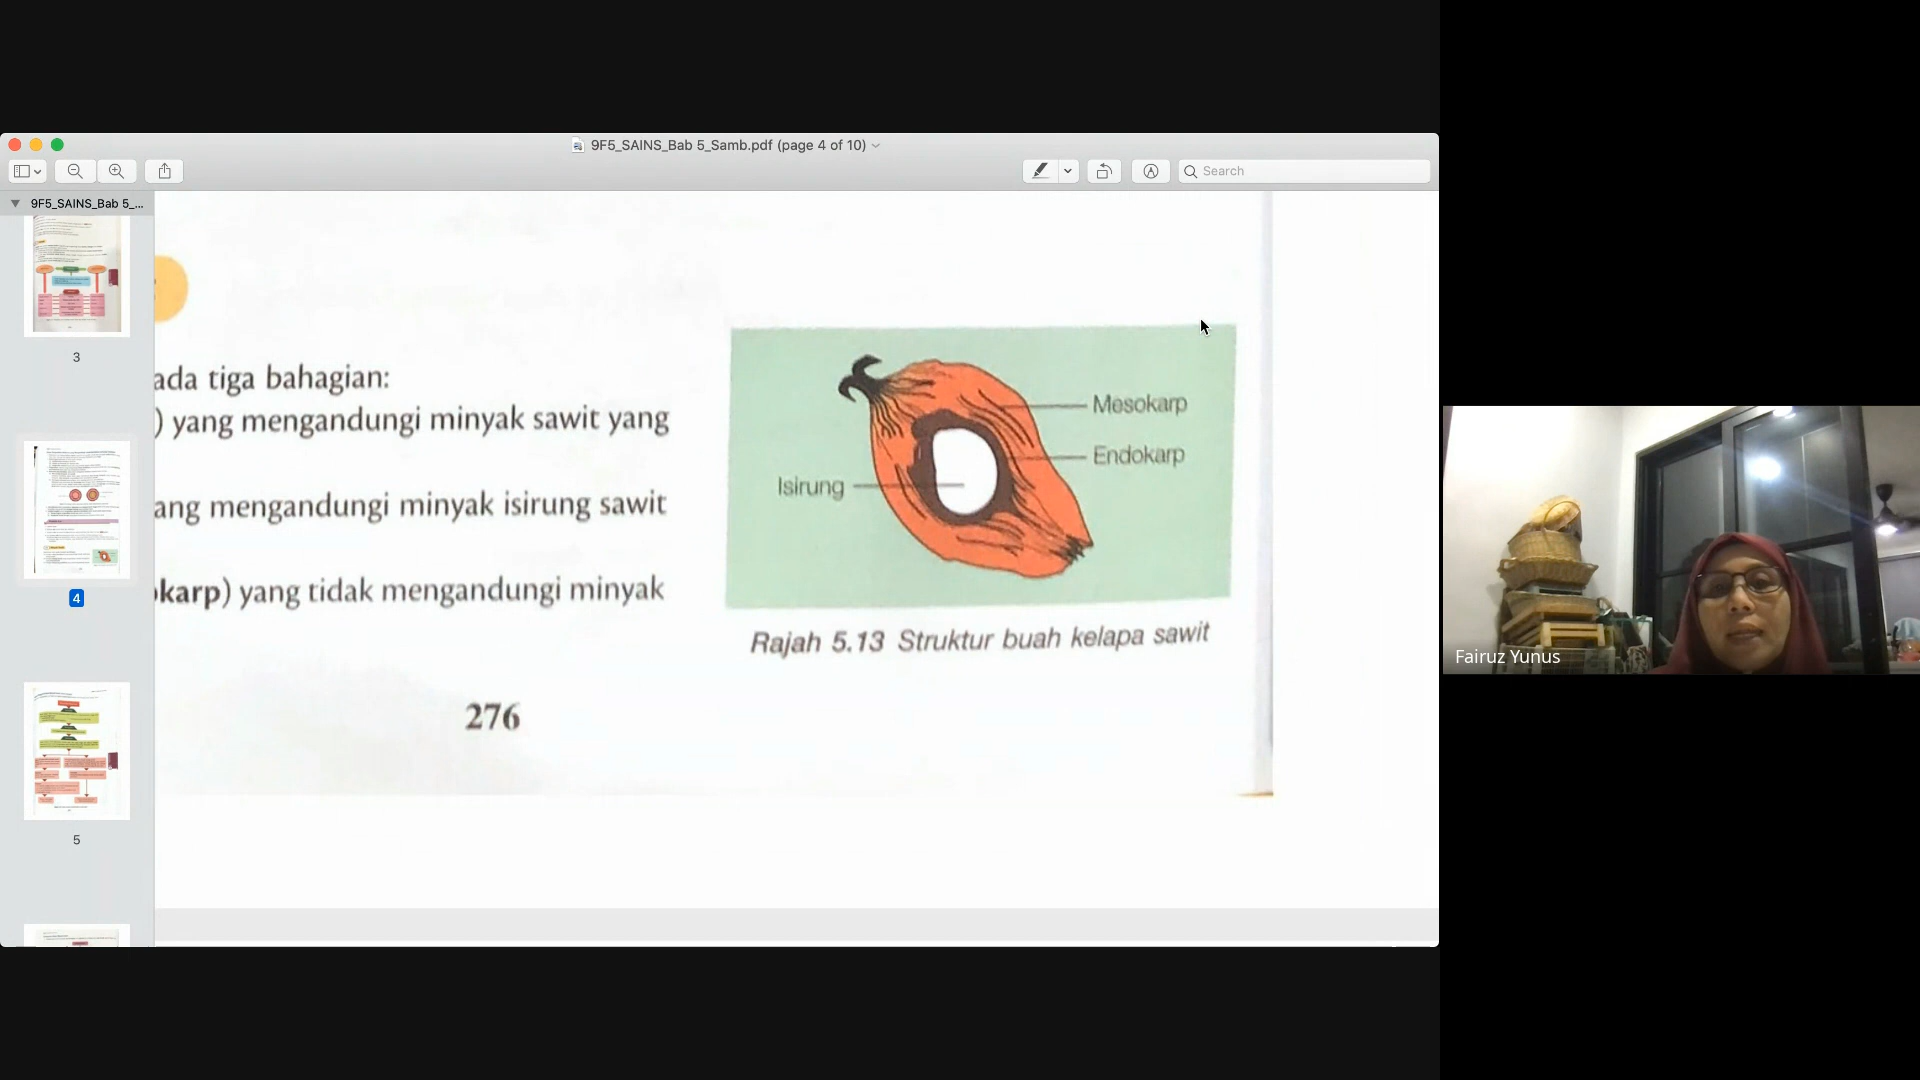 9F5_SAINS_Bab 5_Samb.pdf (page 4 of 10)
Search
9F5_SAINS_Bab 5_...
3
4
5
ada tiga bahagian:
) yang mengandungi minyak sawit yang
ang mengandungi minyak isirung sawit
karp) yang tidak mengandungi minyak
276
Mesokarp
Endokarp
Isirung
Rajah 5.13 Struktur buah kelapa sawit
Fairuz Yunus